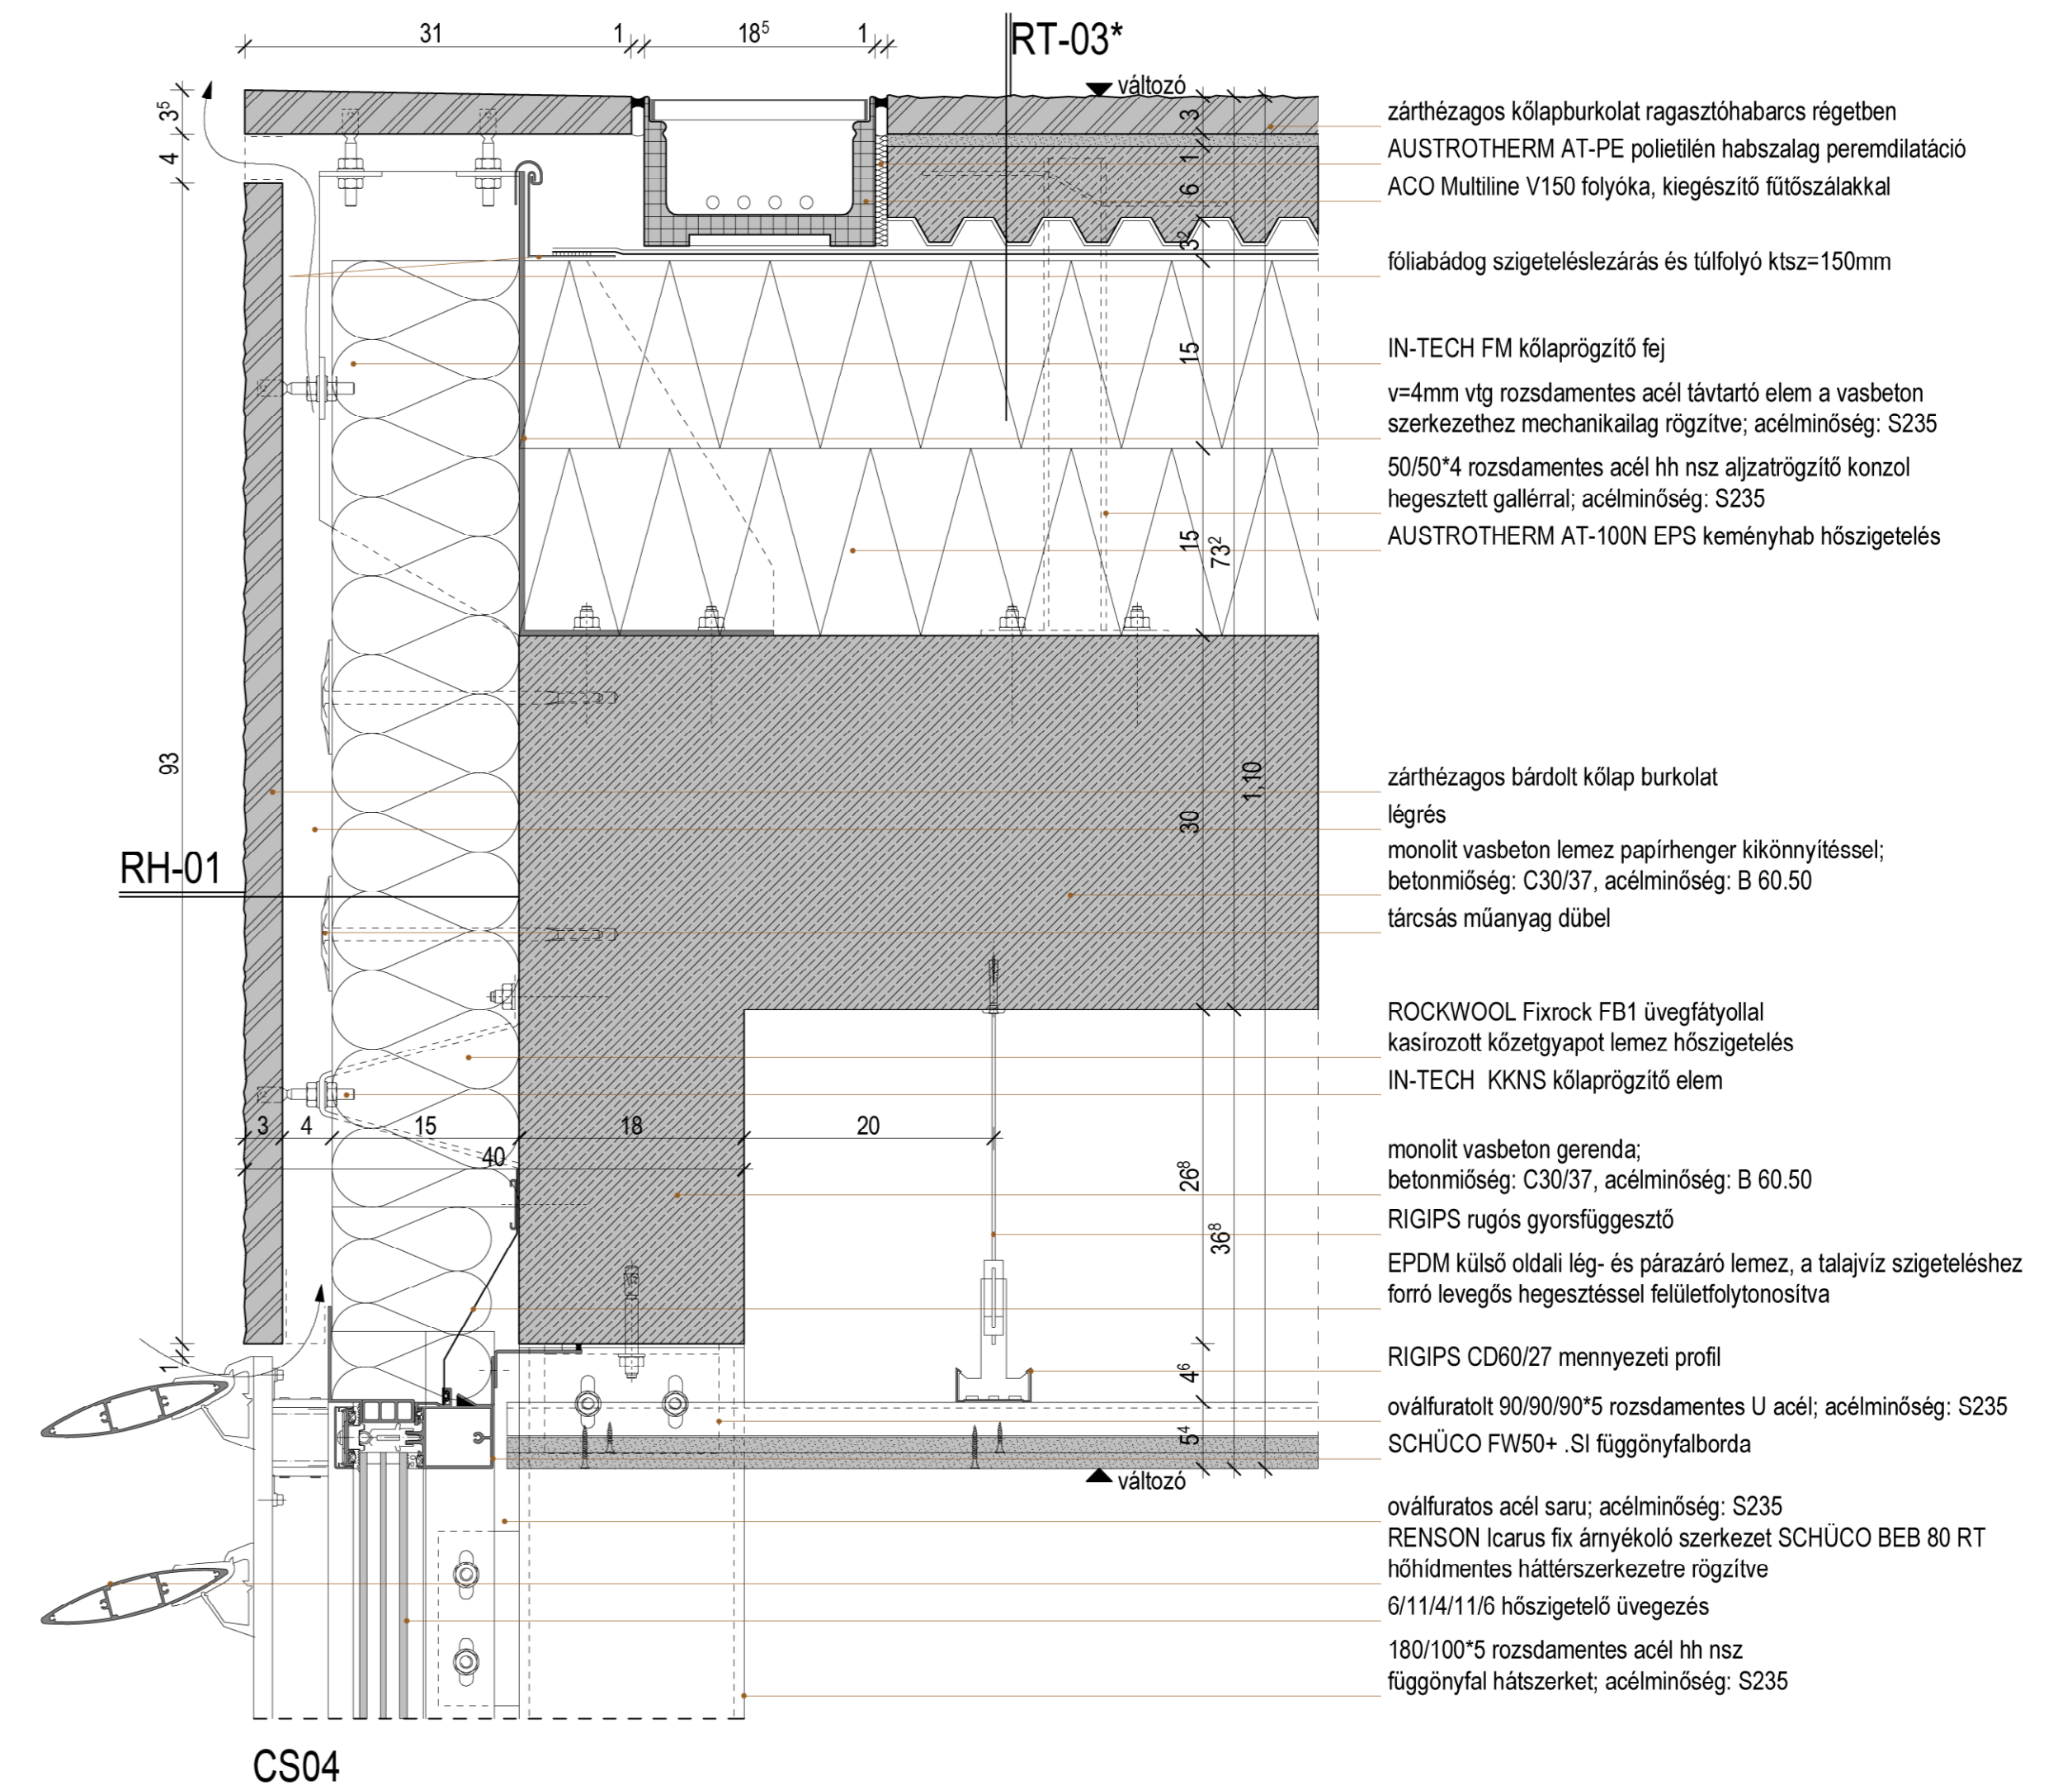 31
1
18⁵
1
RT-03*
változó
3⁵
4
93
1
3
1
6
3²
15
15
73²
30
1,10
26⁸
36⁸
4⁶
5⁴
zárthézagos kőlapburkolat ragasztóhabarcs régetben
AUSTROTHERM AT-PE polietilén habszalag peremdilatáció
ACO Multiline V150 folyóka, kiegészítő fűtőszálakkal
fóliabádog szigeteléslezárás és túlfolyó ktsz=150mm
IN-TECH FM kőlaprögzítő fej
v=4mm vtg rozsdamentes acél távtartó elem a vasbeton
szerkezethez mechanikailag rögzítve; acélminőség: S235
50/50*4 rozsdamentes acél hh nsz aljzatrögzítő konzol
hegesztett gallérral; acélminőség: S235
AUSTROTHERM AT-100N EPS keményhab hőszigetelés
zárthézagos bárdolt kőlap burkolat
légrés
monolit vasbeton lemez papírhenger kikönnyítéssel;
betonmiőség: C30/37, acélminőség: B 60.50
tárcsás műanyag dübel
RH-01
ROCKWOOL Fixrock FB1 üvegfátyollal
kasírozott kőzetgyapot lemez hőszigetelés
IN-TECH  KKNS kőlaprögzítő elem
3
4
15
18
20
40
monolit vasbeton gerenda;
betonmiőség: C30/37, acélminőség: B 60.50
RIGIPS rugós gyorsfüggesztő
EPDM külső oldali lég- és párazáró lemez, a talajvíz szigeteléshez
forró levegős hegesztéssel felületfolytonosítva
RIGIPS CD60/27 mennyezeti profil
oválfuratolt 90/90/90*5 rozsdamentes U acél; acélminőség: S235
SCHÜCO FW50+ .SI függönyfalborda
változó
oválfuratos acél saru; acélminőség: S235
RENSON Icarus fix árnyékoló szerkezet SCHÜCO BEB 80 RT
hőhídmentes háttérszerkezetre rögzítve
6/11/4/11/6 hőszigetelő üvegezés
180/100*5 rozsdamentes acél hh nsz
függönyfal hátszerket; acélminőség: S235
CS04